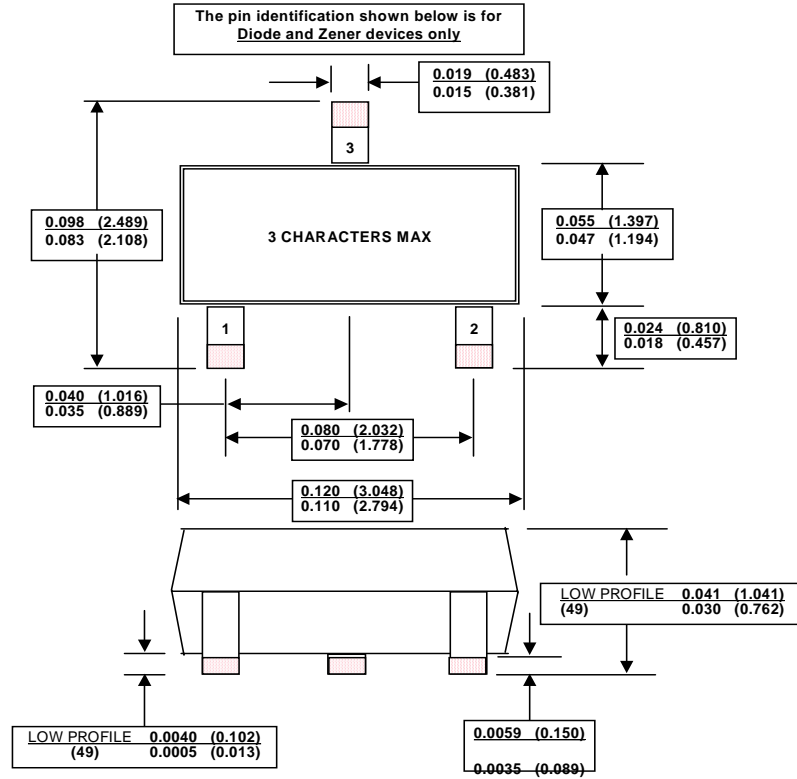 The pin identification shown below is for
Diode and Zener devices only
0.019 (0.483)
0.015 (0.381)
3
0.098 (2.489)
0.083 (2.108)
3 CHARACTERS MAX
0.055 (1.397)
0.047 (1.194)
1
2
0.024 (0.810)
0.018 (0.457)
0.040 (1.016)
0.035 (0.889)
0.080 (2.032)
0.070 (1.778)
0.120 (3.048)
0.110 (2.794)
LOW PROFILE 0.041 (1.041)
(49) 0.030 (0.762)
LOW PROFILE 0.0040 (0.102)
(49) 0.0005 (0.013)
0.0059 (0.150)
0.0035 (0.089)